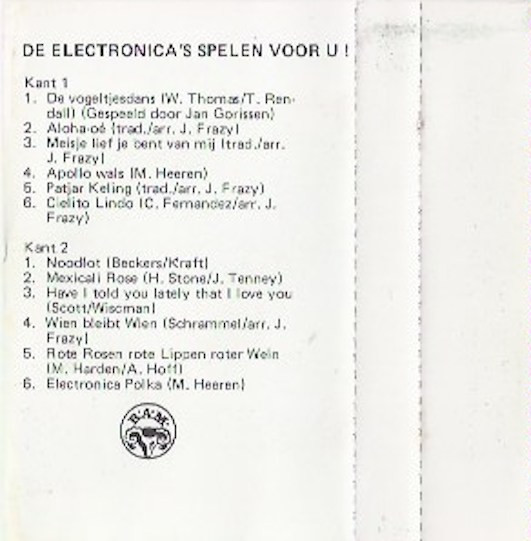 DE ELECTRONICA'S SPELEN VOOR U !
Kant 1
1. De vogeltjesdans (W. Thomas/T. Ren-
dall) (Gespeeld door Jan Gorissen)
2. Aloha-oé (trad./arr. J. Frazy)
3. Meisje lief je bent van mij (trad./arr.
J. Frazy)
4. Apollo wals (M. Heeren)
5. Patjar Keling (trad./arr. J. Frazy)
6. Cielito Lindo (C. Fernandez/arr. J.
Frazy)
Kant 2
1. Noodlot (Beckers/Kraft)
2. Mexicali Rose (H. Stone/J. Tenney)
3. Have I told you lately that I love you
(Scott/Wiseman)
4. Wien bleibt Wien (Schrammel/arr. J.
Frazy)
5. Rote Rosen rote Lippen roter Wein
(M. Harden/A. Hoff)
6. Electronica Polka (M. Heeren)
B.A.M.